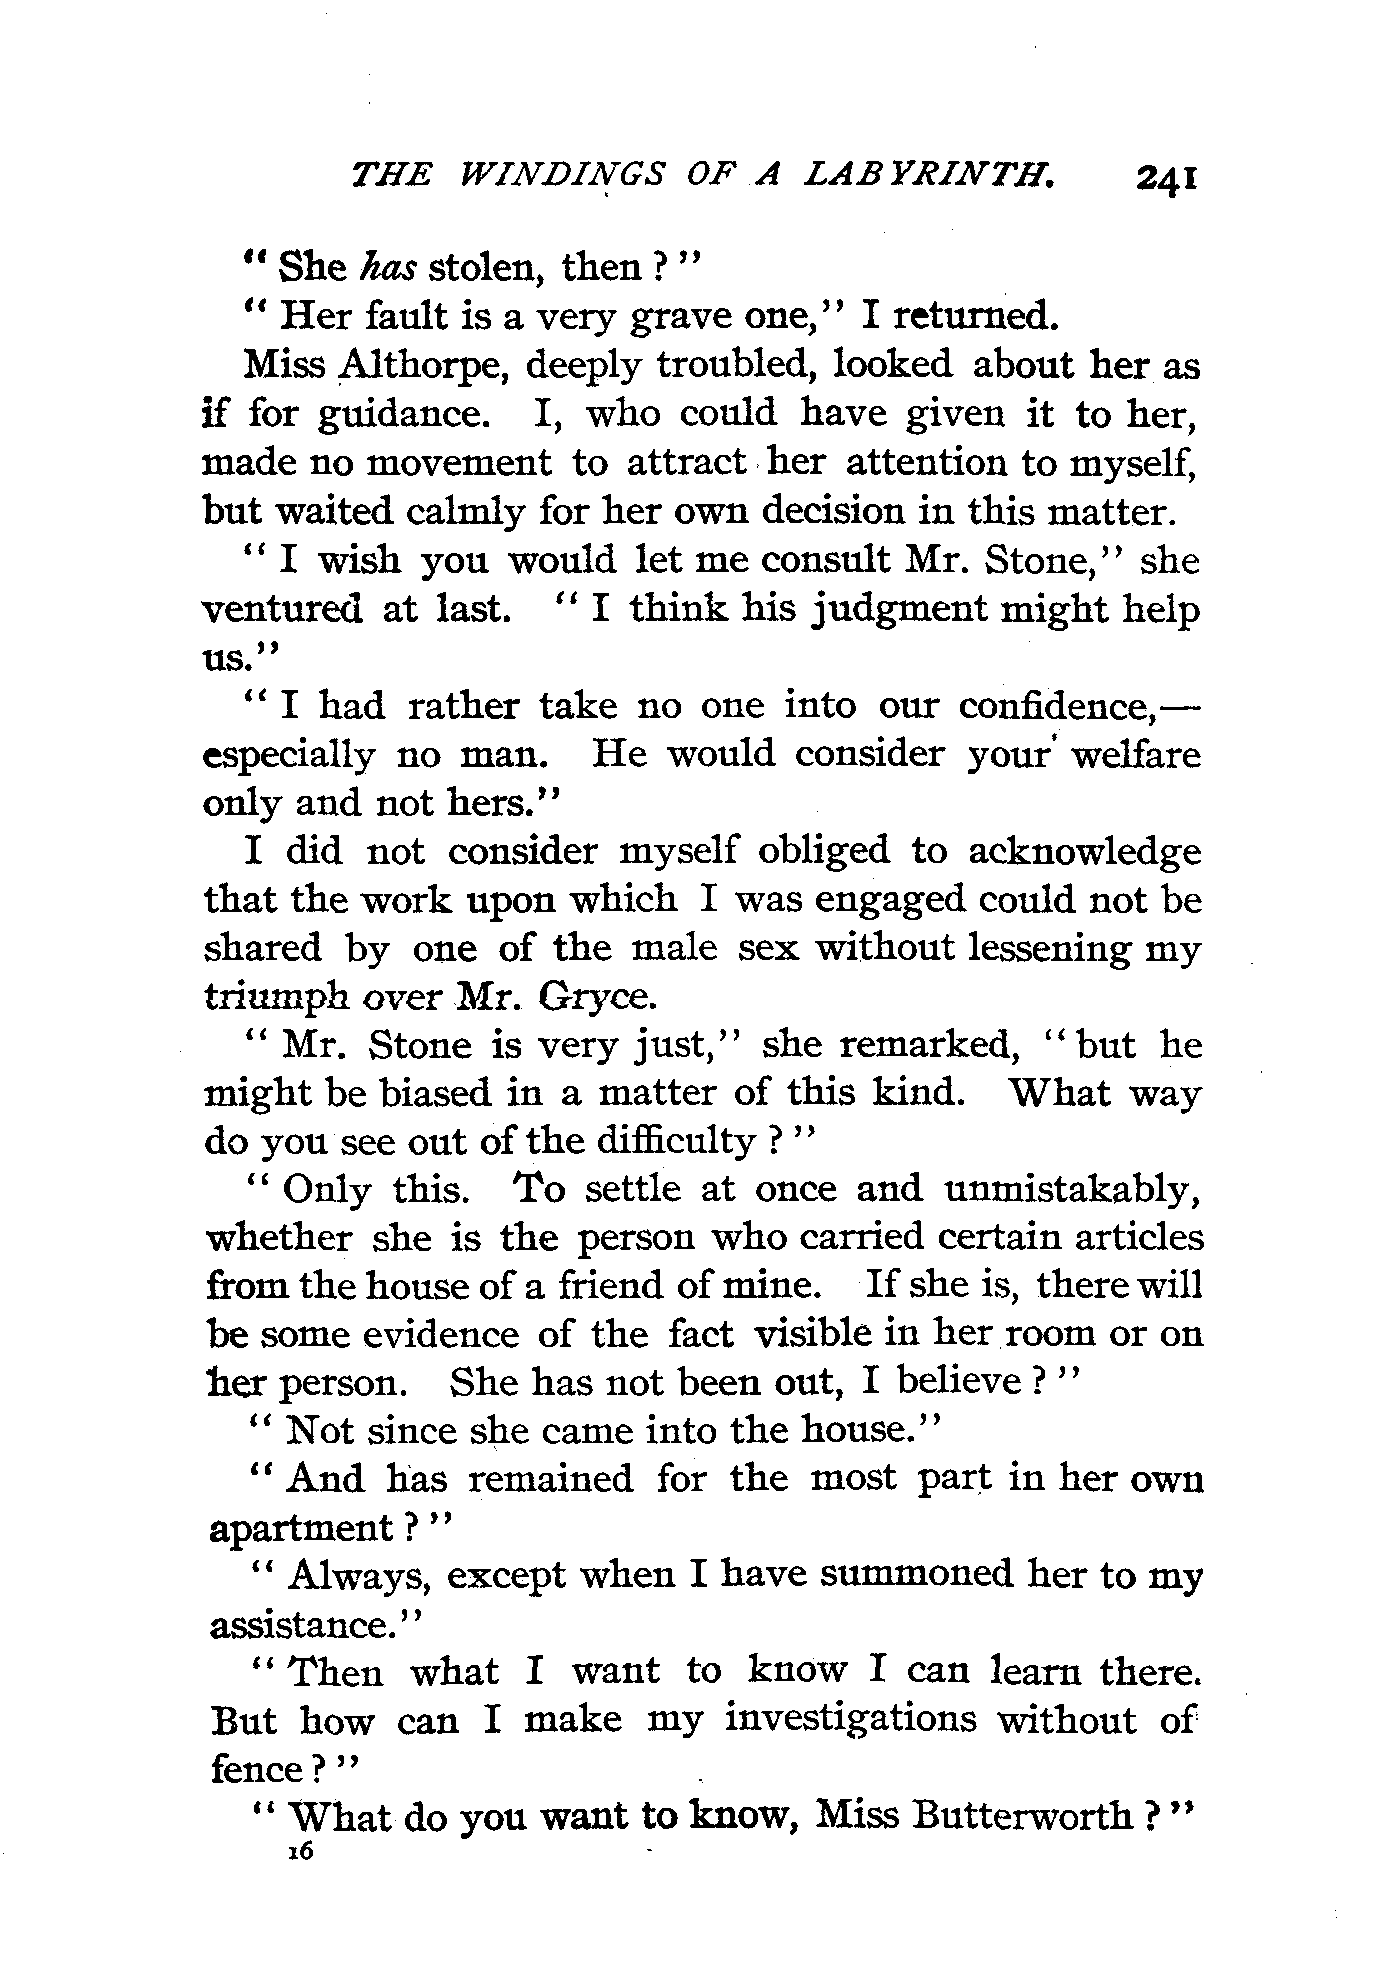 THE WINDINGS OF A LABYRINTH. 241
“ She has stolen, then ? ”
“ Her fault is a very grave one,” I returned.
Miss Althorpe, deeply troubled, looked about her as
if for guidance. I, who could have given it to her,
made no movement to attract her attention to myself,
but waited calmly for her own decision in this matter.
“ I wish you would let me consult Mr. Stone,” she
ventured at last. “ I think his judgment might help
us.”
“ I had rather take no one into our confidence,—
especially no man. He would consider your welfare
only and not hers.”
I did not consider myself obliged to acknowledge
that the work upon which I was engaged could not be
shared by one of the male sex without lessening my
triumph over Mr. Gryce.
“ Mr. Stone is very just,” she remarked, “ but he
might be biased in a matter of this kind. What way
do you see out of the difficulty ? ”
“ Only this. To settle at once and unmistakably,
whether she is the person who carried certain articles
from the house of a friend of mine. If she is, there will
be some evidence of the fact visible in her room or on
her person. She has not been out, I believe ? ”
“ Not since she came into the house.”
“ And has remained for the most part in her own
apartment ? ”
“ Always, except when I have summoned her to my
assistance.”
“ Then what I want to know I can learn there.
But how can I make my investigations without of
fence ? ”
“ What do you want to know, Miss Butterworth ? ”
16